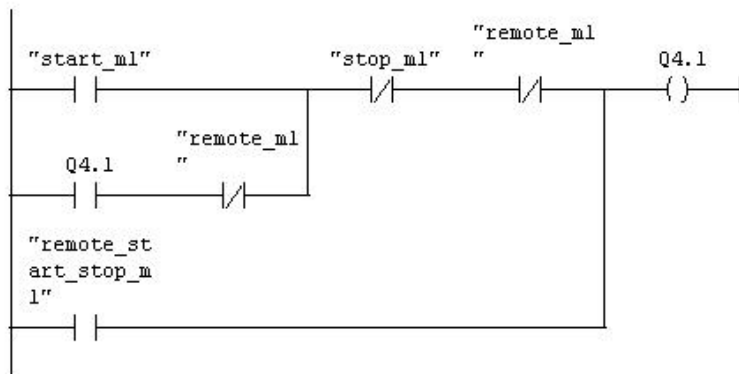 "remote_ml
"start_ml" "stop_ml" " Q4.1
"remote_ml
Q4.1 "
"remote_st
art_stop_m
l"